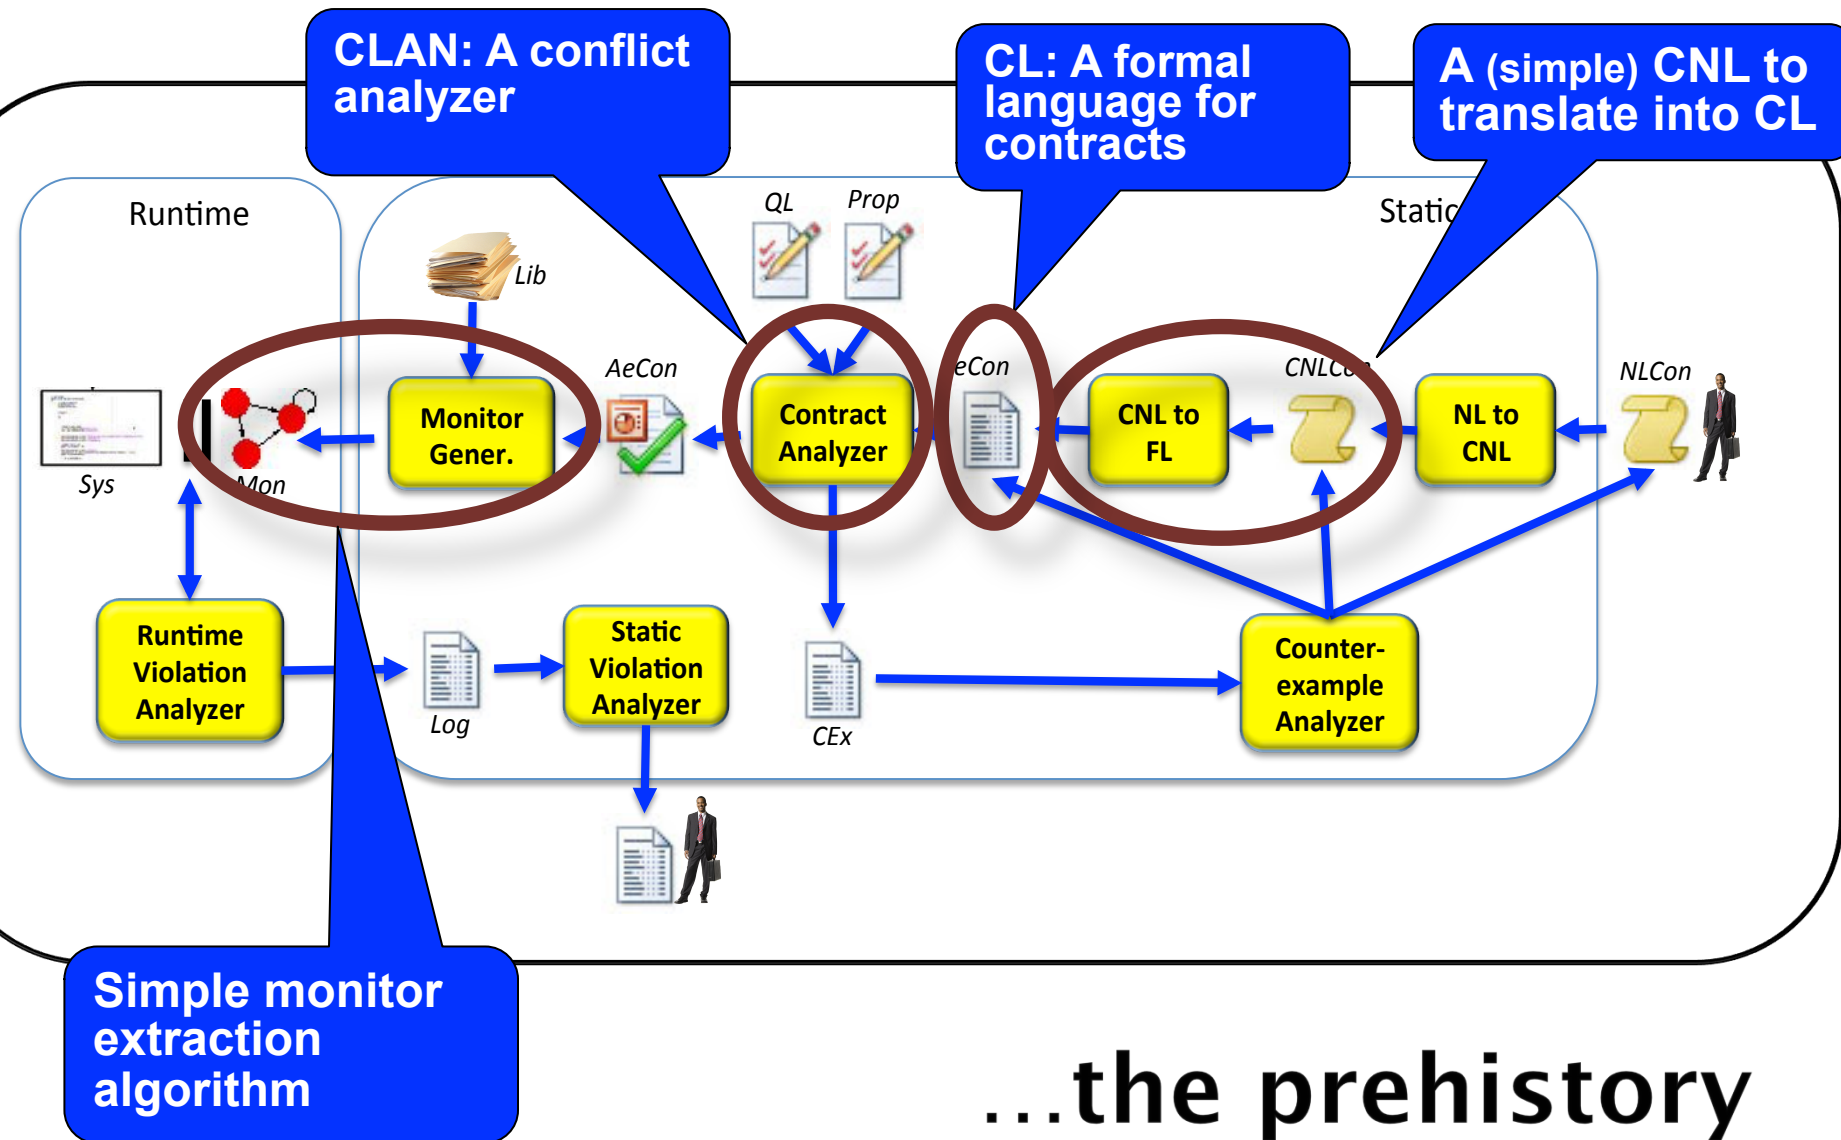 CLAN: A conflict
analyzer
CL: A formal
language for
contracts
A (simple) CNL to
translate into CL
Runtime
Static
QL
Prop
Lib
AeCon
eCon
CNLCon
NLCon
Monitor
Gener.
Contract
Analyzer
CNL to
FL
NL to
CNL
Sys
Mon
Runtime
Violation
Analyzer
Log
Static
Violation
Analyzer
CEx
Counter-
example
Analyzer
Simple monitor
extraction
algorithm
...the prehistory